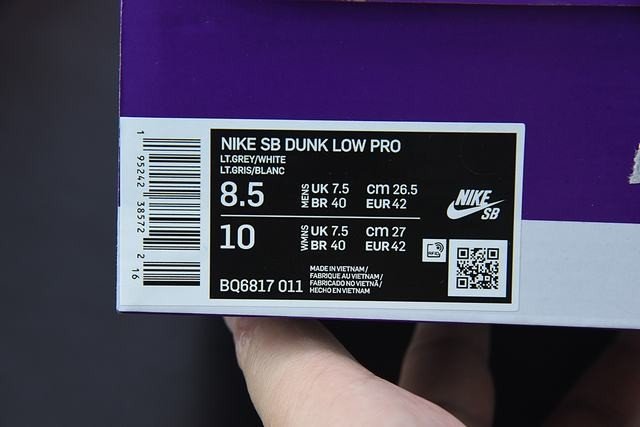 NIKE SB DUNK LOW PRO
LT.GREY/WHITE
LT.GRIS/BLANC
8.5 MENS UK 7.5 cm 26.5
BR 40 EUR 42
10 WMNS UK 7.5 cm 27
BR 40 EUR 42
NIKE
SB
MADE IN VIETNAM/
FABRIQUE AU VIETNAM/
FABRICADO NO VIETNÃ/
HECHO EN VIETNAM
BQ6817 011
1 95242 38572 2 16